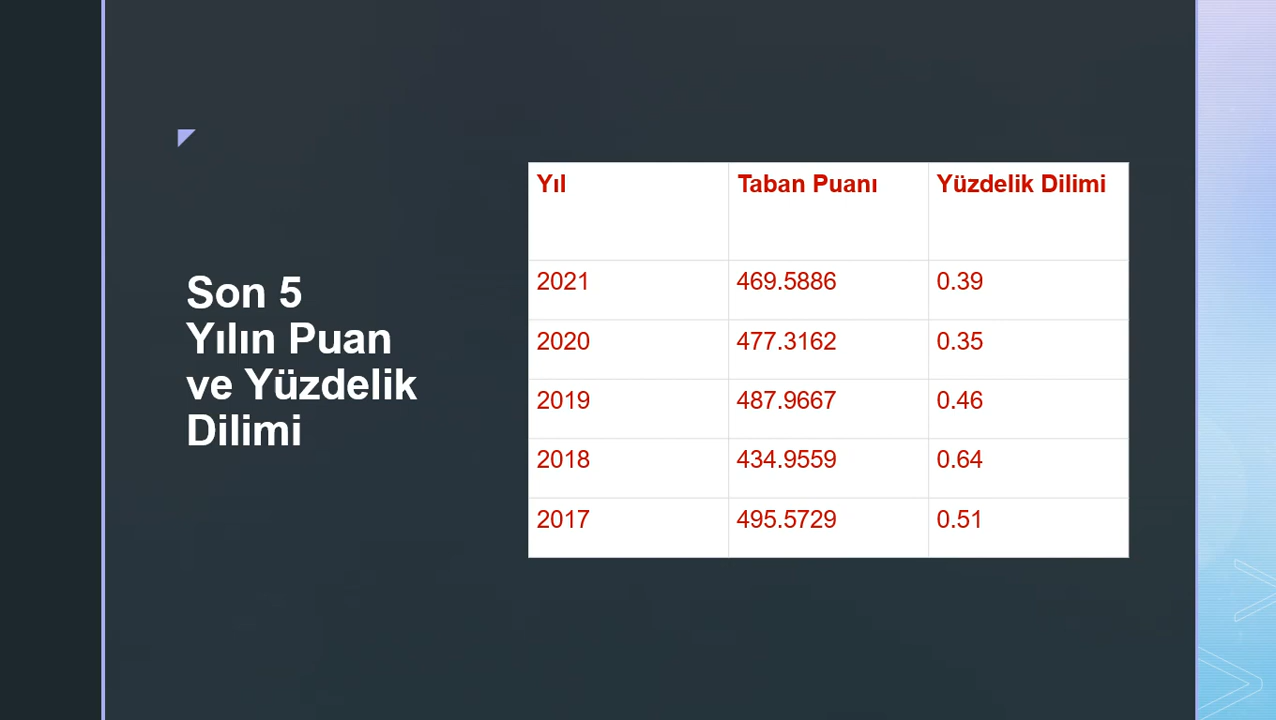 Son 5
Yılın Puan
ve Yüzdelik
Dilimi
Yıl Taban Puanı Yüzdelik Dilimi
2021 469.5886 0.39
2020 477.3162 0.35
2019 487.9667 0.46
2018 434.9559 0.64
2017 495.5729 0.51